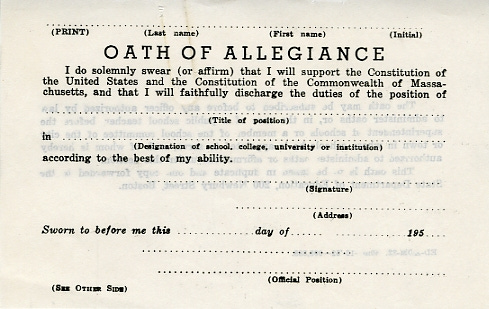 (PRINT) (Last name) (First name) (Initial)
OATH OF ALLEGIANCE
I do solemnly swear (or affirm) that I will support the Constitution of
the United States and the Constitution of the Commonwealth of Massa-
chusetts, and that I will faithfully discharge the duties of the position of
(Title of position)
in
(Designation of school, college, university or institution)
according to the best of my ability.
(Signature)
(Address)
Sworn to before me this day of 195
(Official Position)
(SEE OTHER SIDE)